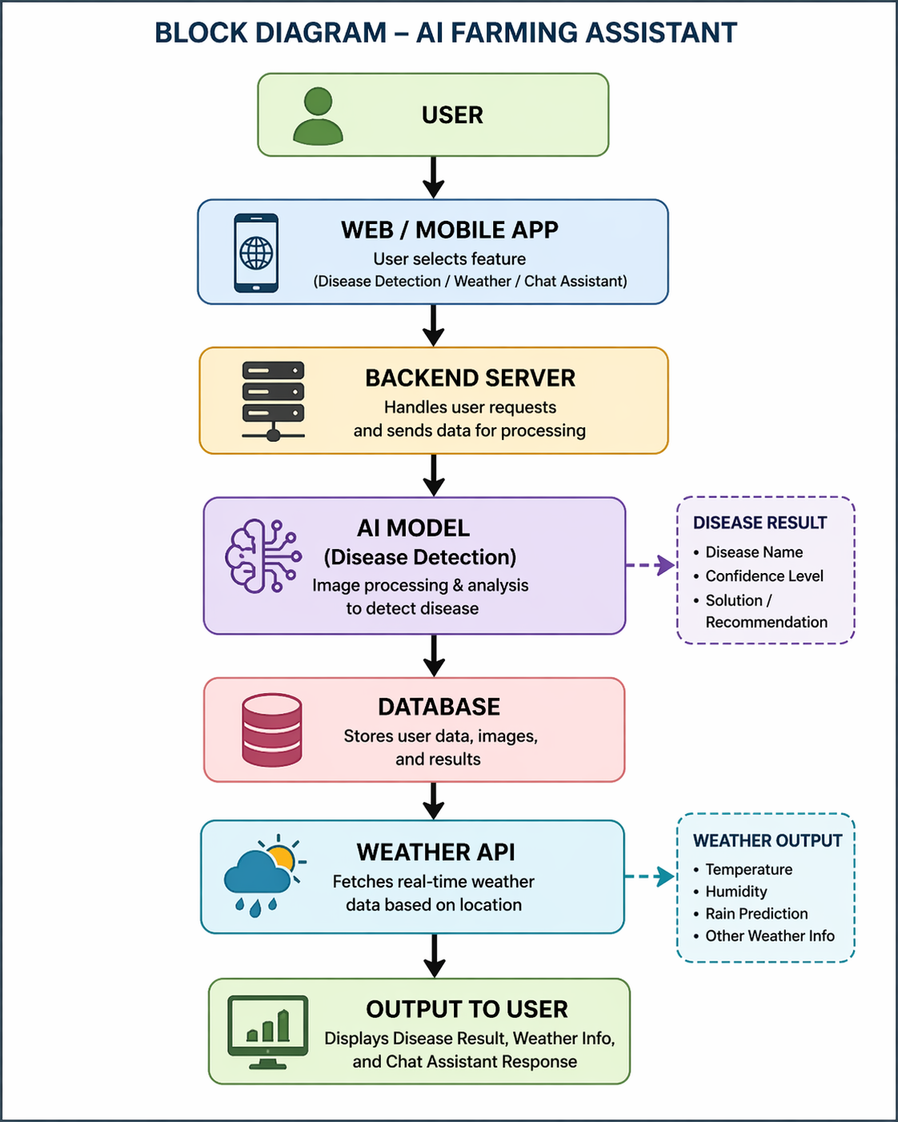 BLOCK DIAGRAM – AI FARMING ASSISTANT
USER
WEB / MOBILE APP
User selects feature
(Disease Detection / Weather / Chat Assistant)
BACKEND SERVER
Handles user requests
and sends data for processing
AI MODEL
(Disease Detection)
Image processing & analysis
to detect disease
DISEASE RESULT
• Disease Name
• Confidence Level
• Solution /
Recommendation
DATABASE
Stores user data, images,
and results
WEATHER API
Fetches real-time weather
data based on location
WEATHER OUTPUT
• Temperature
• Humidity
• Rain Prediction
• Other Weather Info
OUTPUT TO USER
Displays Disease Result, Weather Info,
and Chat Assistant Response